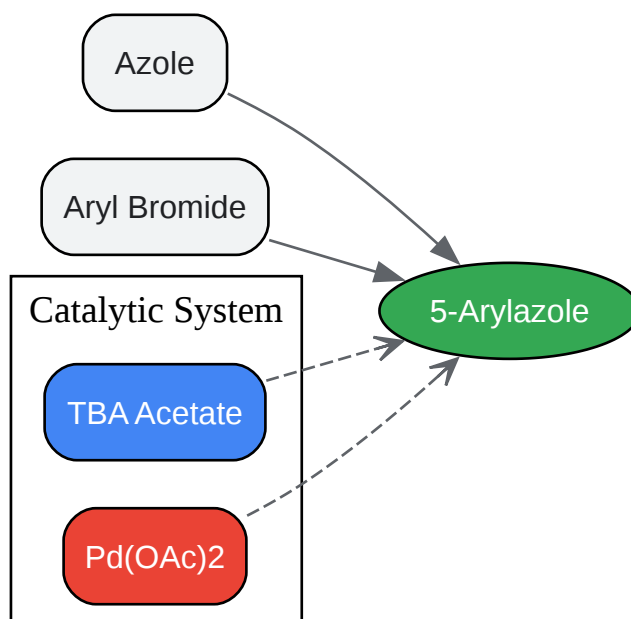 Azole
Aryl Bromide
Catalytic System
5-Arylazole
TBA Acetate
Pd(OAc)2